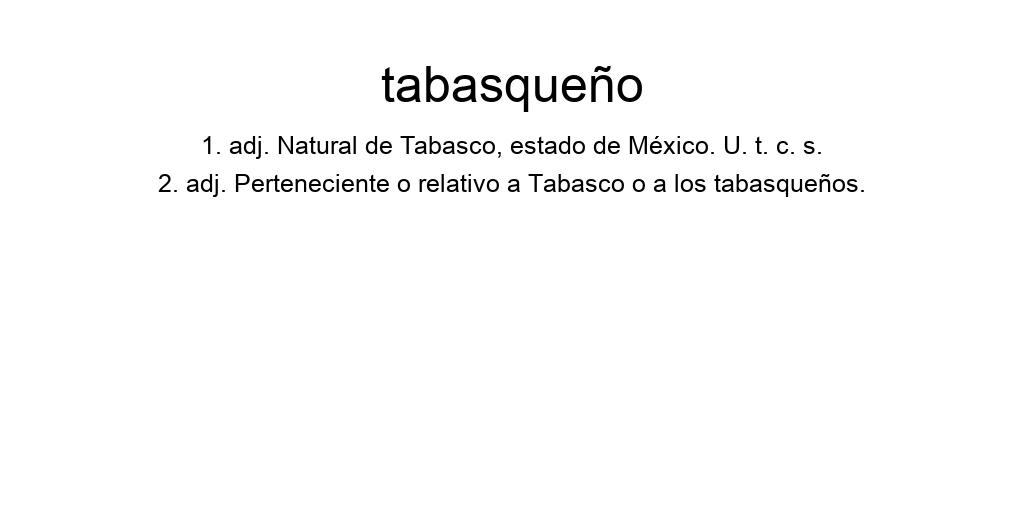 tabasqueño
1. adj. Natural de Tabasco, estado de México. U. t. c. s.
2. adj. Perteneciente o relativo a Tabasco o a los tabasqueños.